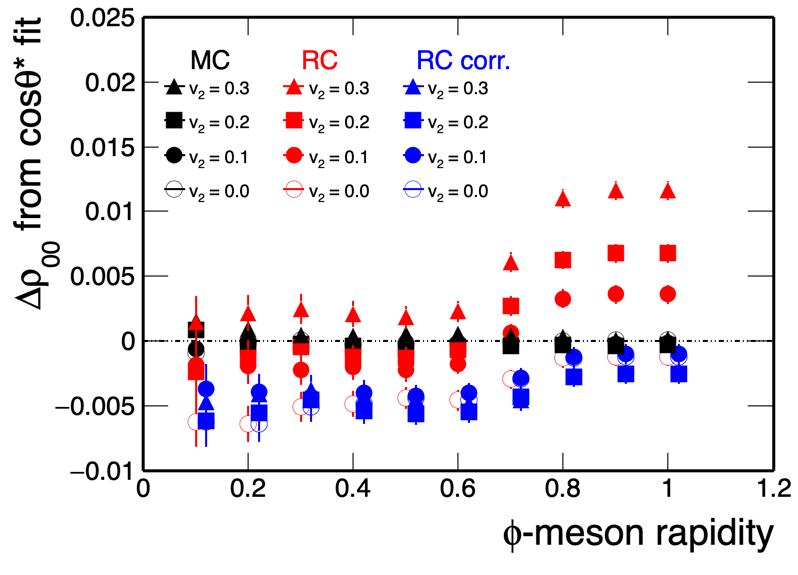 Δρ00 from cosθ* fit
0.025
0.02
0.015
0.01
0.005
0
−0.005
−0.01
MC RC RC corr.
v2 = 0.3 v2 = 0.3 v2 = 0.3
v2 = 0.2 v2 = 0.2 v2 = 0.2
v2 = 0.1 v2 = 0.1 v2 = 0.1
v2 = 0.0 v2 = 0.0 v2 = 0.0
0 0.2 0.4 0.6 0.8 1 1.2
ϕ-meson rapidity